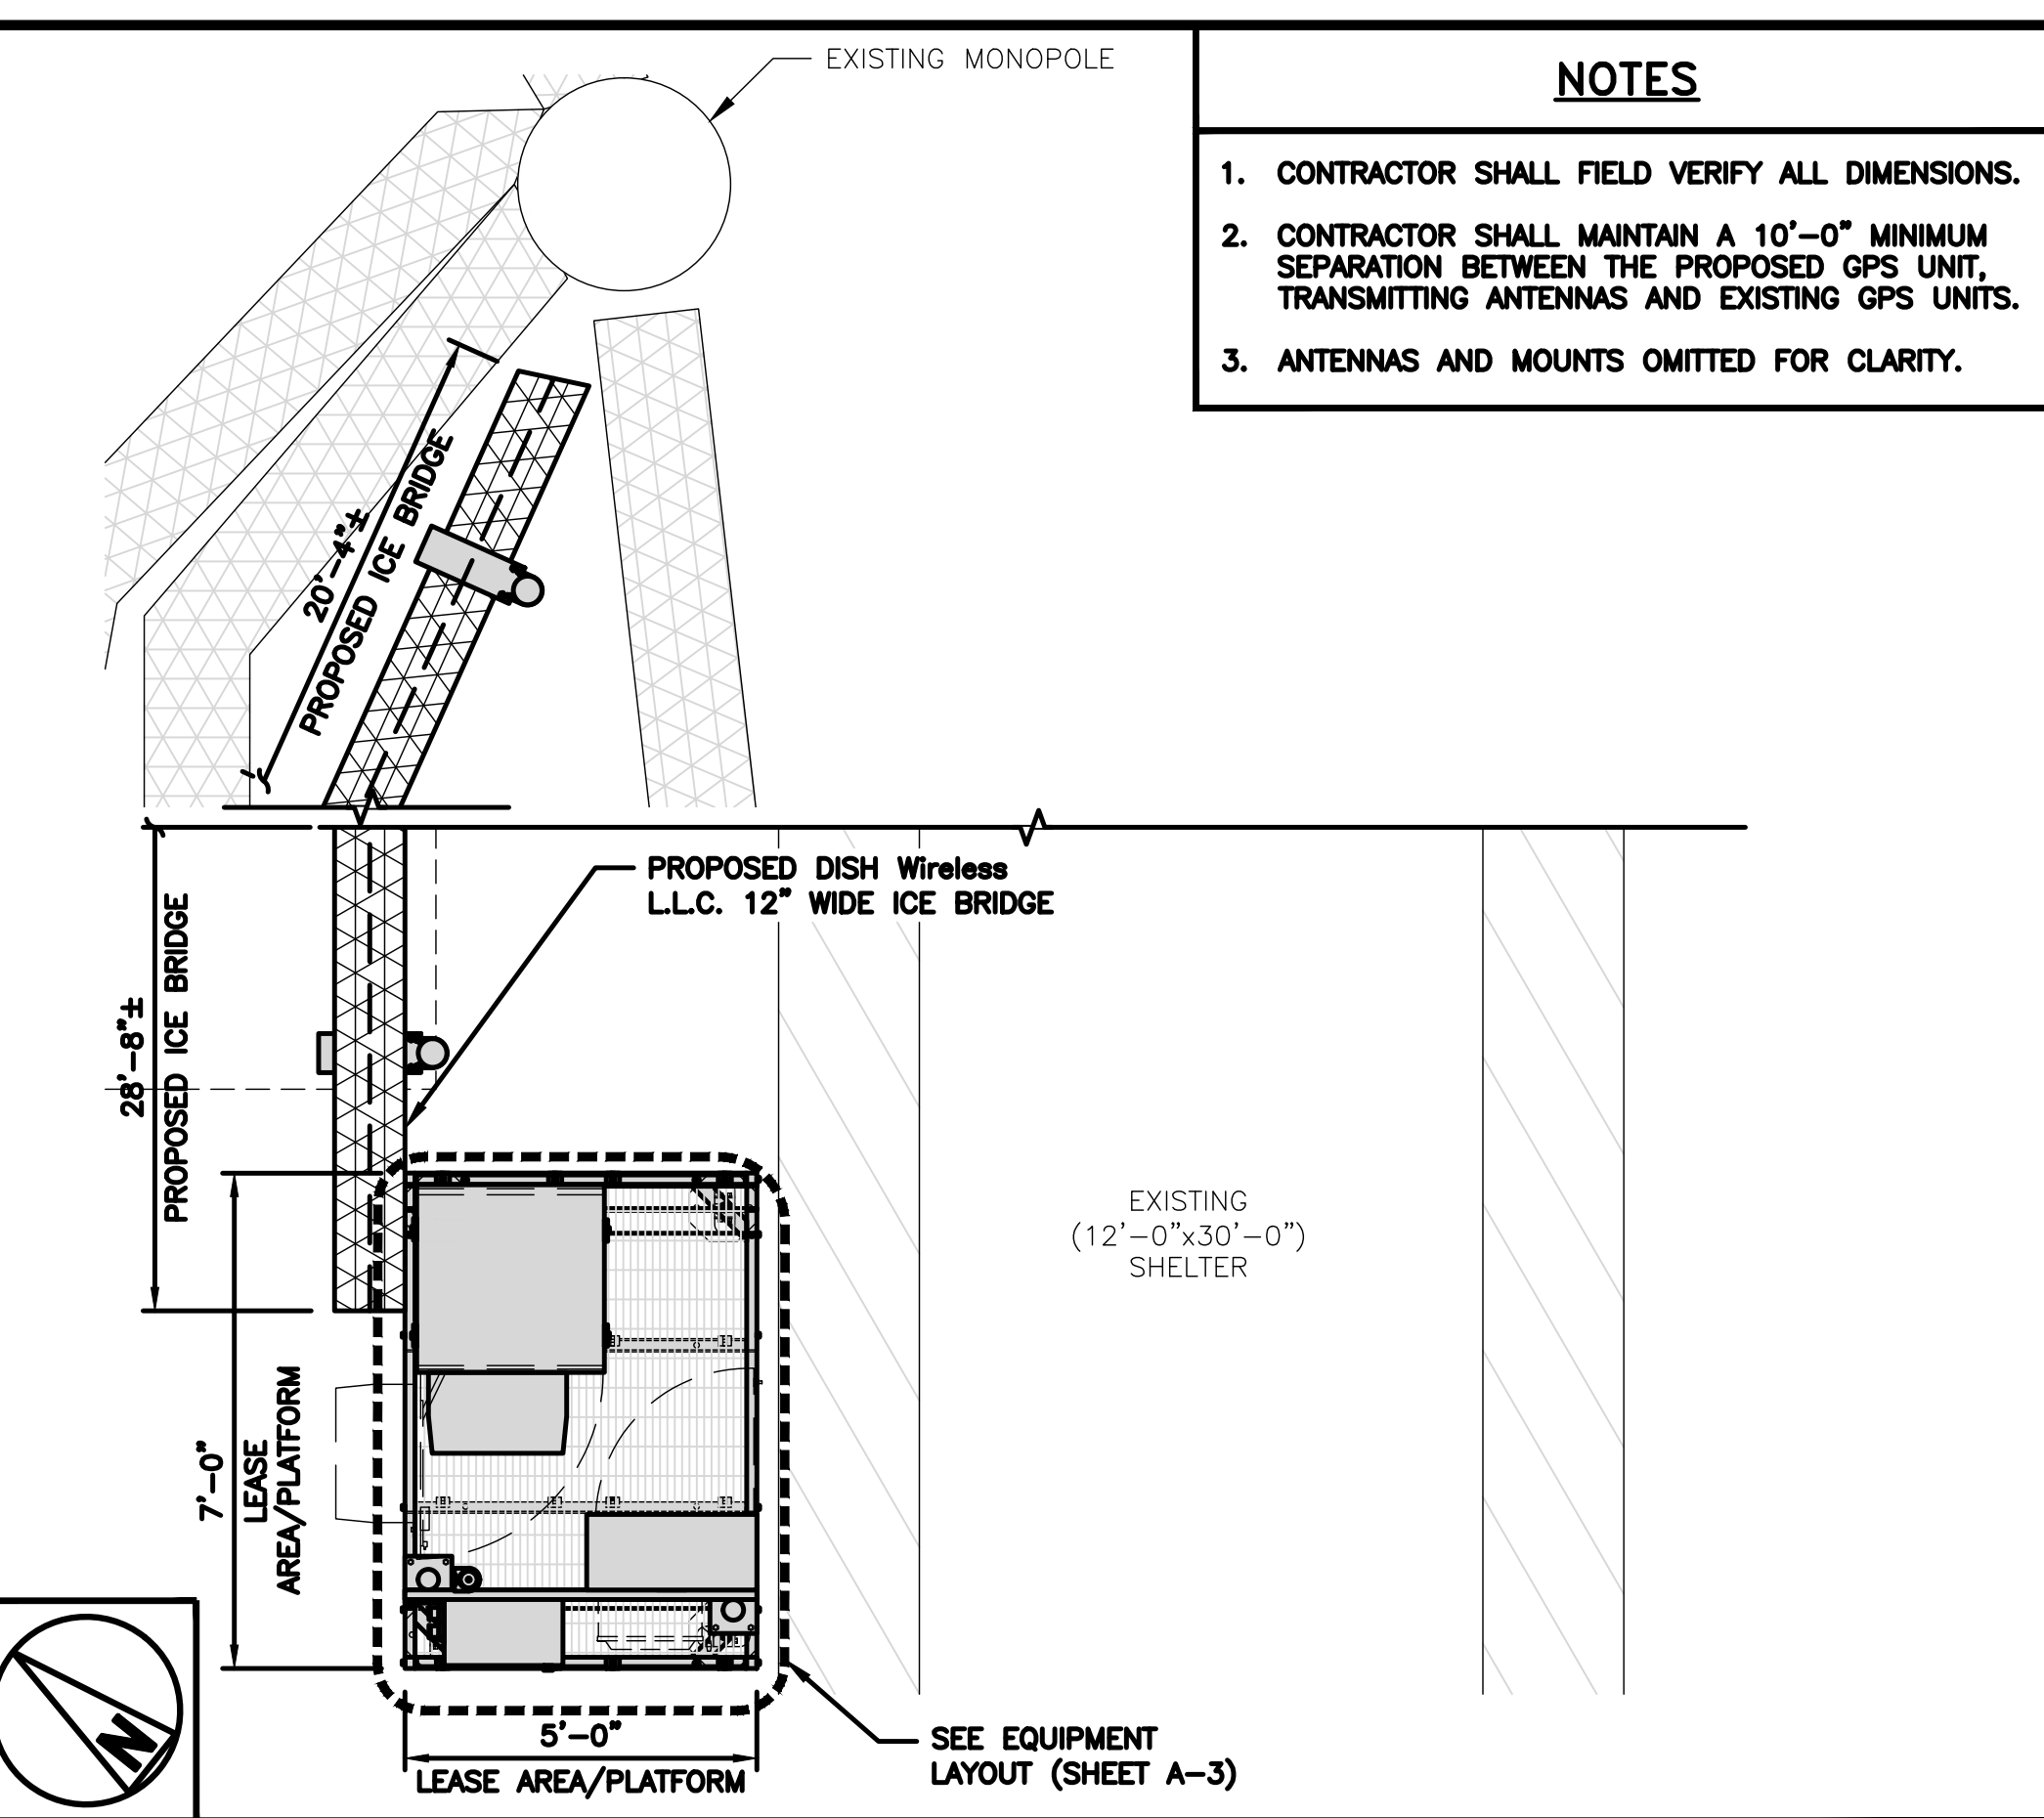 EXISTING MONOPOLE
NOTES
1. CONTRACTOR SHALL FIELD VERIFY ALL DIMENSIONS.
2. CONTRACTOR SHALL MAINTAIN A 10'-0" MINIMUM
SEPARATION BETWEEN THE PROPOSED GPS UNIT,
TRANSMITTING ANTENNAS AND EXISTING GPS UNITS.
3. ANTENNAS AND MOUNTS OMITTED FOR CLARITY.
20'-4"±
PROPOSED ICE BRIDGE
PROPOSED DISH Wireless
L.L.C. 12" WIDE ICE BRIDGE
28'-8"±
PROPOSED ICE BRIDGE
EXISTING
(12'-0"x30'-0")
SHELTER
7'-0"
LEASE
AREA/PLATFORM
5'-0"
LEASE AREA/PLATFORM
SEE EQUIPMENT
LAYOUT (SHEET A-3)
N